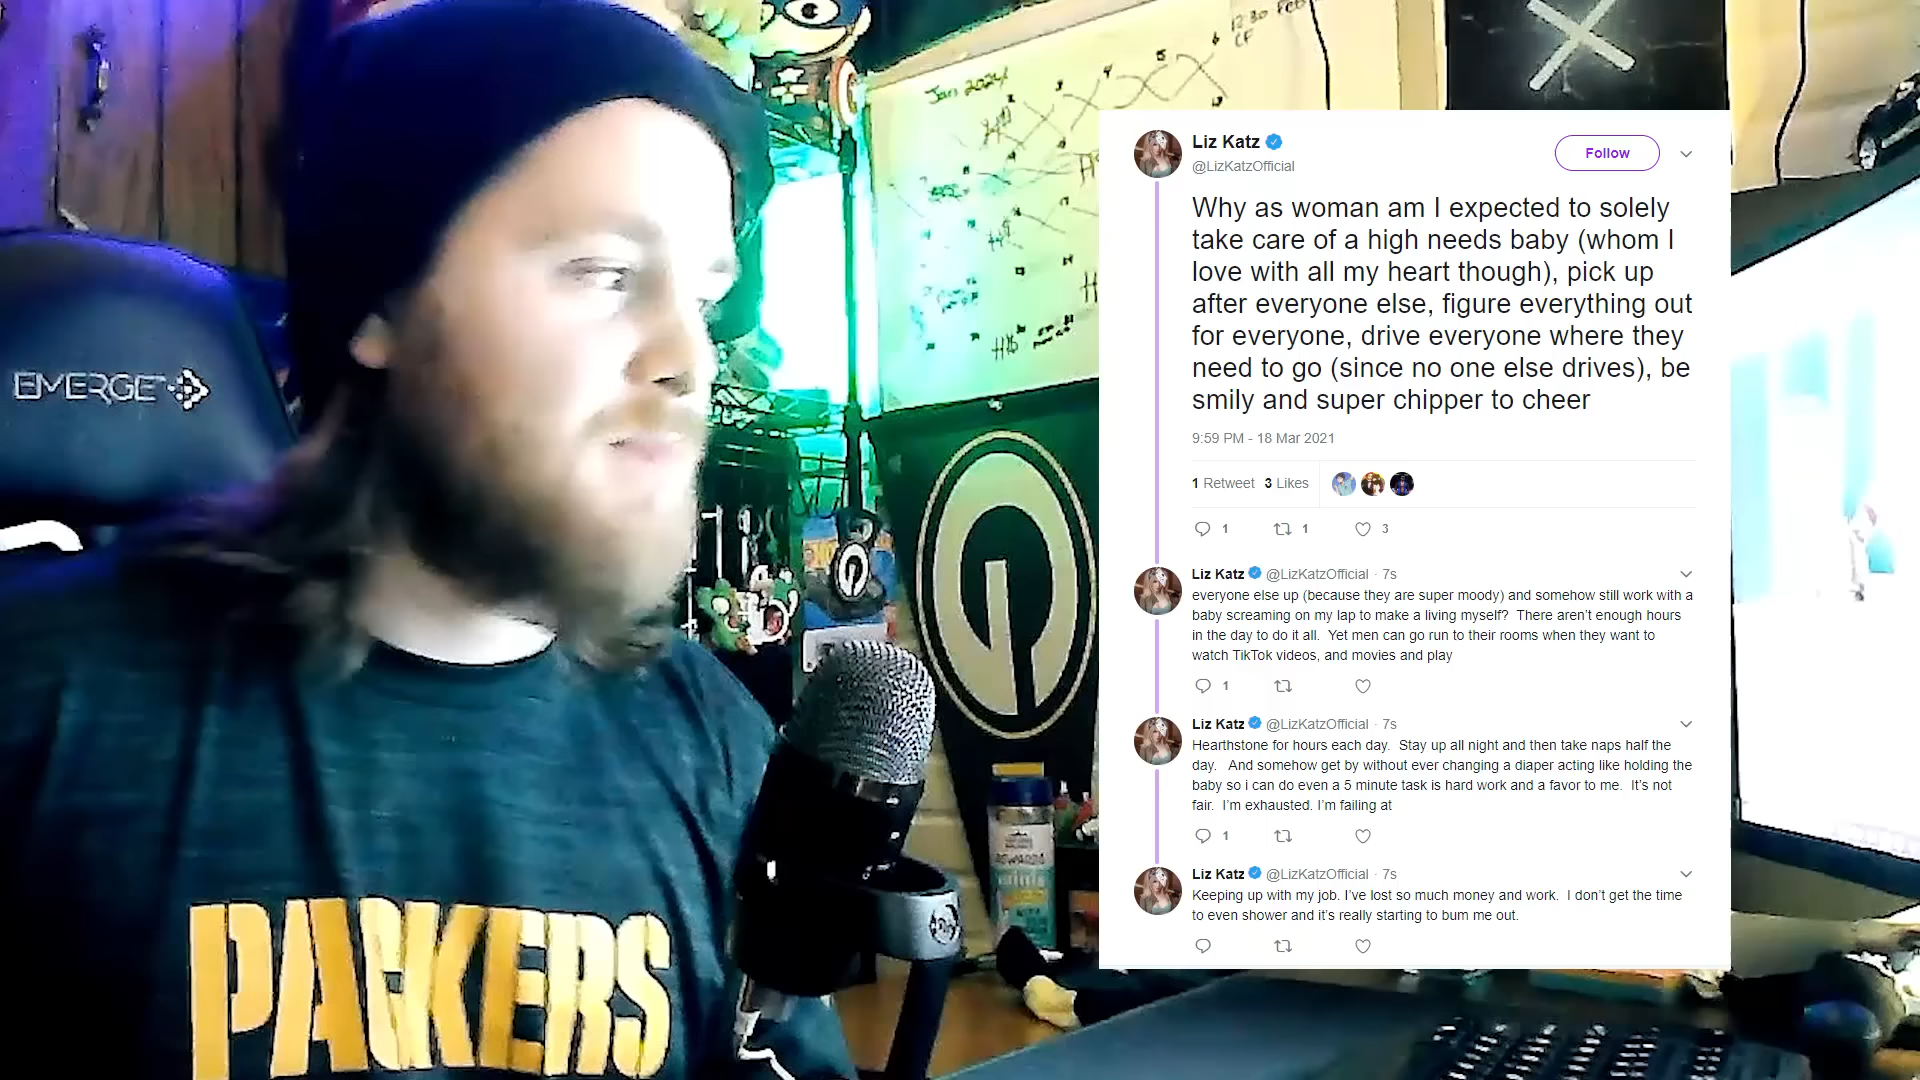 12:30 Feb
CF
Jan 2024
EMERGE
PACKERS
Liz Katz
@LizKatzOfficial
Follow
Why as woman am I expected to solely
take care of a high needs baby (whom I
love with all my heart though), pick up
after everyone else, figure everything out
for everyone, drive everyone where they
need to go (since no one else drives), be
smily and super chipper to cheer
9:59 PM - 18 Mar 2021
1 Retweet 3 Likes
1 1 3
Liz Katz @LizKatzOfficial · 7s
everyone else up (because they are super moody) and somehow still work with a
baby screaming on my lap to make a living myself? There aren't enough hours
in the day to do it all. Yet men can go run to their rooms when they want to
watch TikTok videos, and movies and play
1
Liz Katz @LizKatzOfficial · 7s
Hearthstone for hours each day. Stay up all night and then take naps half the
day. And somehow get by without ever changing a diaper acting like holding the
baby so i can do even a 5 minute task is hard work and a favor to me. It's not
fair. I'm exhausted. I'm failing at
1
Liz Katz @LizKatzOfficial · 7s
Keeping up with my job. I've lost so much money and work. I don't get the time
to even shower and it's really starting to bum me out.